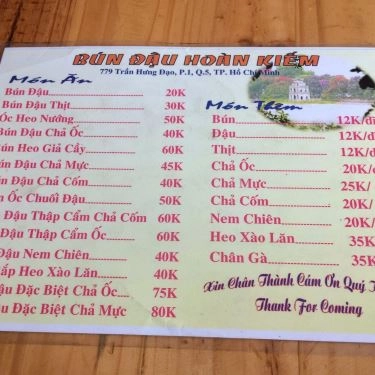 BÚN ĐẬU HOÀN KIẾM
779 Trần Hưng Đạo, P.1, Q.5, TP. Hồ Chí Minh
Món Ăn
Bún Đậu 20K
Bún Đậu Thịt 30K
Ốc Heo Nướng 50K
Bún Đậu Chả Ốc 40K
Bún Heo Giả Cầy 60K
Bún Đậu Chả Mực 45K
Đậu Chả Cốm 40K
Ốc Chuối Đậu 50K
Đậu Thập Cẩm Chả Cốm 60K
Đậu Thập Cẩm Ốc 60K
Đậu Nem Chiên 40K
Heo Xào Lăn 40K
Đặc Biệt Chả Ốc 75K
Đặc Biệt Chả Mực 80K
Món Thêm
Bún 12K/
Đậu 12K/
Thịt 12K/
Chả Ốc 20K/
Chả Mực 25K/
Chả Cốm 20K/
Nem Chiên 20K/
Heo Xào Lăn 35K
Chân Gà 35K
Xin Chân Thành Cám Ơn Quý
Thank For Coming